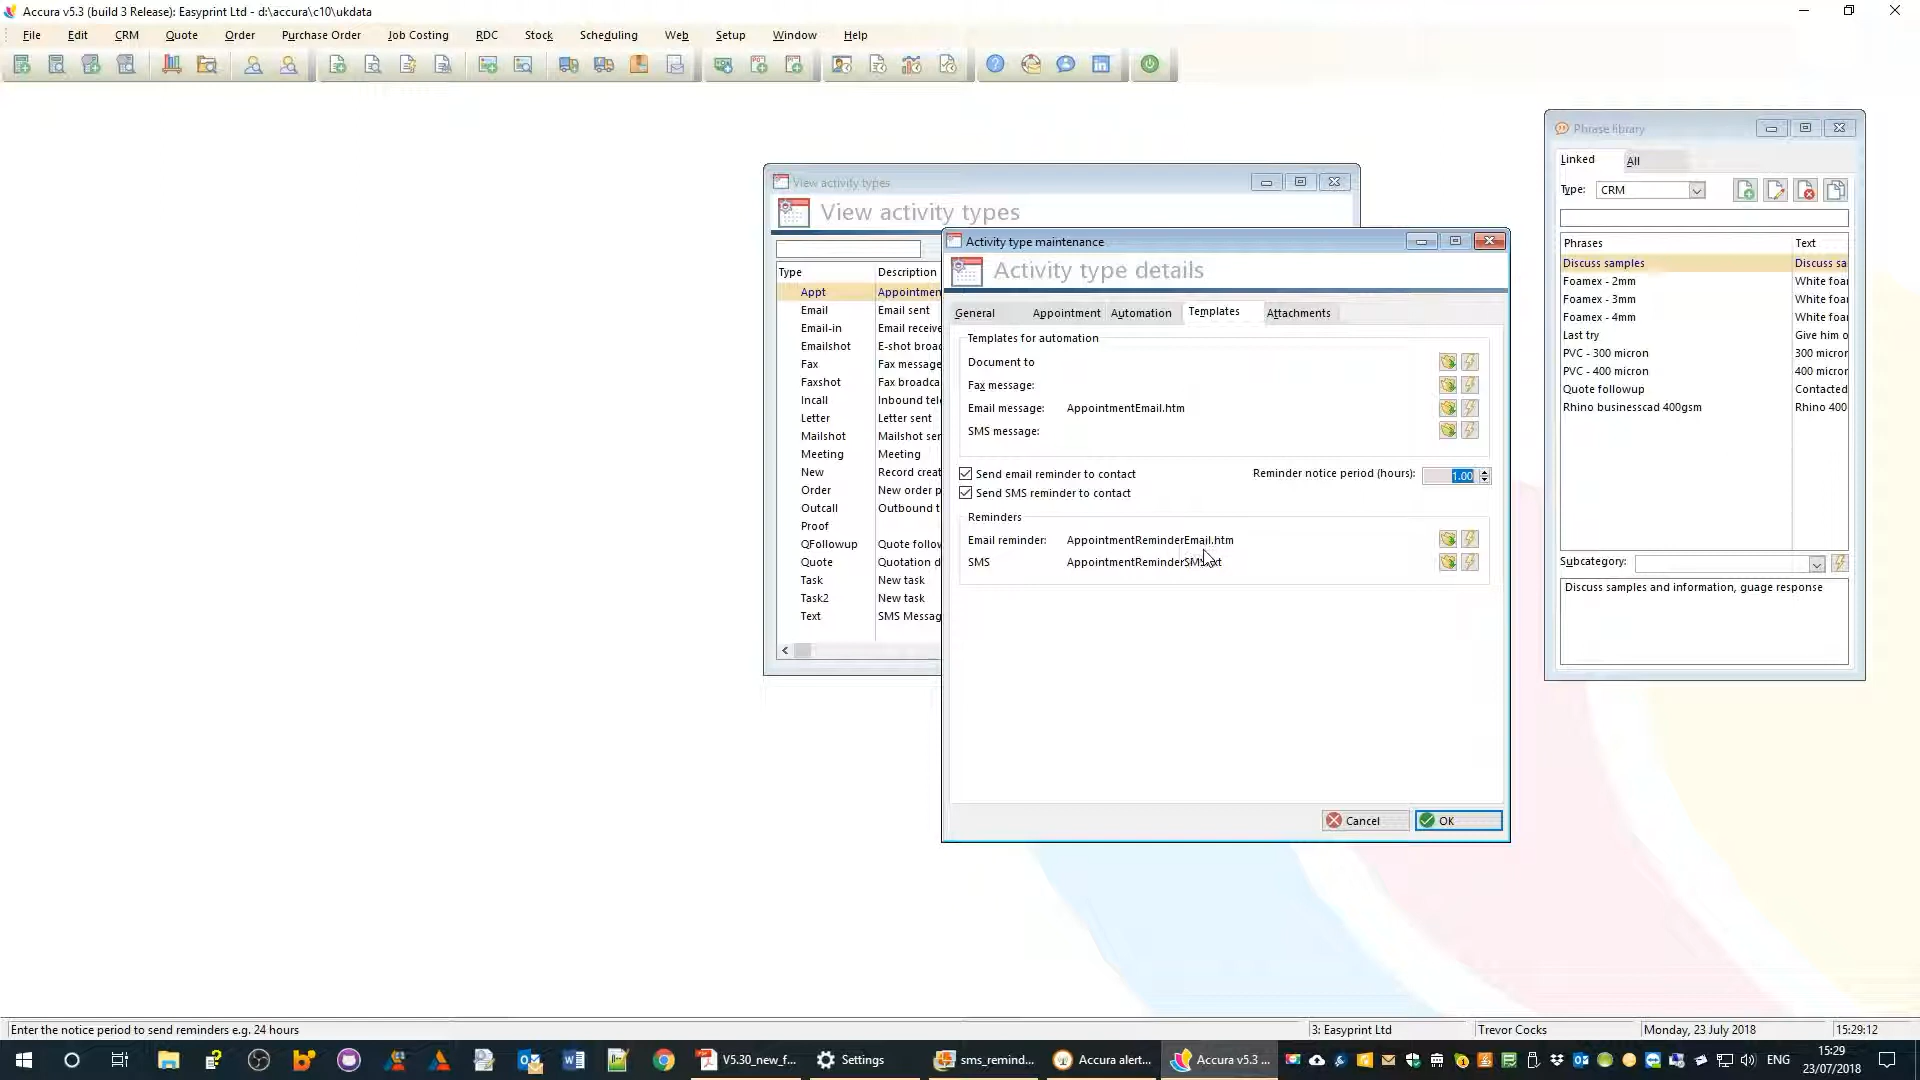 Accura v5.3 (build 3 Release): Easyprint Ltd - d:\accura\c10\ukdata
File Edit CRM Quote Order Purchase Order Job Costing RDC Stock Scheduling Web Setup Window Help
View activity types
View activity types
Type Description
Appt Appointmen
Email Email sent
Email-in Email receive
Emailshot E-shot broa
Fax Fax message
Faxshot Fax broadca
Incall Inbound tel
Letter Letter sent
Mailshot Mailshot ser
Meeting Meeting
New Record creat
Order New order p
Outcall Outbound t
Proof
QFollowup Quote follov
Quote Quotation d
Task New task
Task2 New task
Text SMS Messag
Activity type maintenance
Activity type details
General Appointment Automation Templates Attachments
Templates for automation
Document to
Fax message:
Email message: AppointmentEmail.htm
SMS message:
Send email reminder to contact Reminder notice period (hours): 1.00
Send SMS reminder to contact
Reminders
Email reminder: AppointmentReminderEmail.htm
SMS
Cancel OK
Phrase library
Linked All
Type: CRM
Phrases Text
Discuss samples Discuss sa
Foamex - 2mm White foa
Foamex - 3mm White foa
Foamex - 4mm White foa
Last try Give him o
PVC - 300 micron 300 micror
PVC - 400 micron 400 micror
Quote followup Contacted
Rhino businesscad 400gsm Rhino 400
Subcategory:
Discuss samples and information, guage response
Enter the notice period to send reminders e.g. 24 hours 3: Easyprint Ltd Trevor Cocks Monday, 23 July 2018 15:29:12
V5.30_new_f... Settings sms_remind... Accura alert... Accura v5.3 ... ENG 15:29
23/07/2018